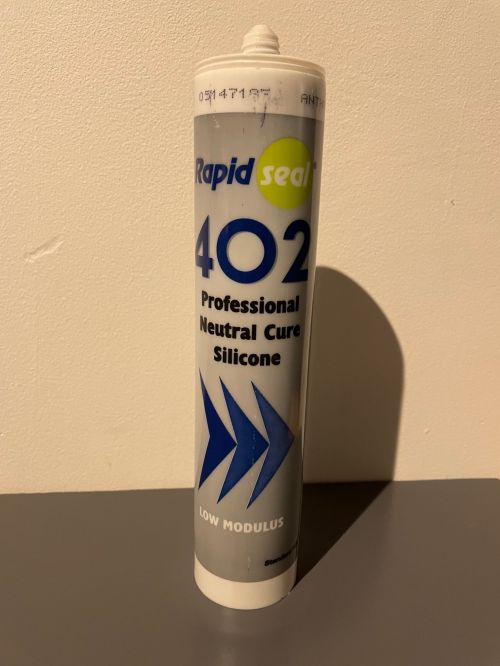 Rapid seal
402
Professional
Neutral Cure
Silicone
LOW MODULUS